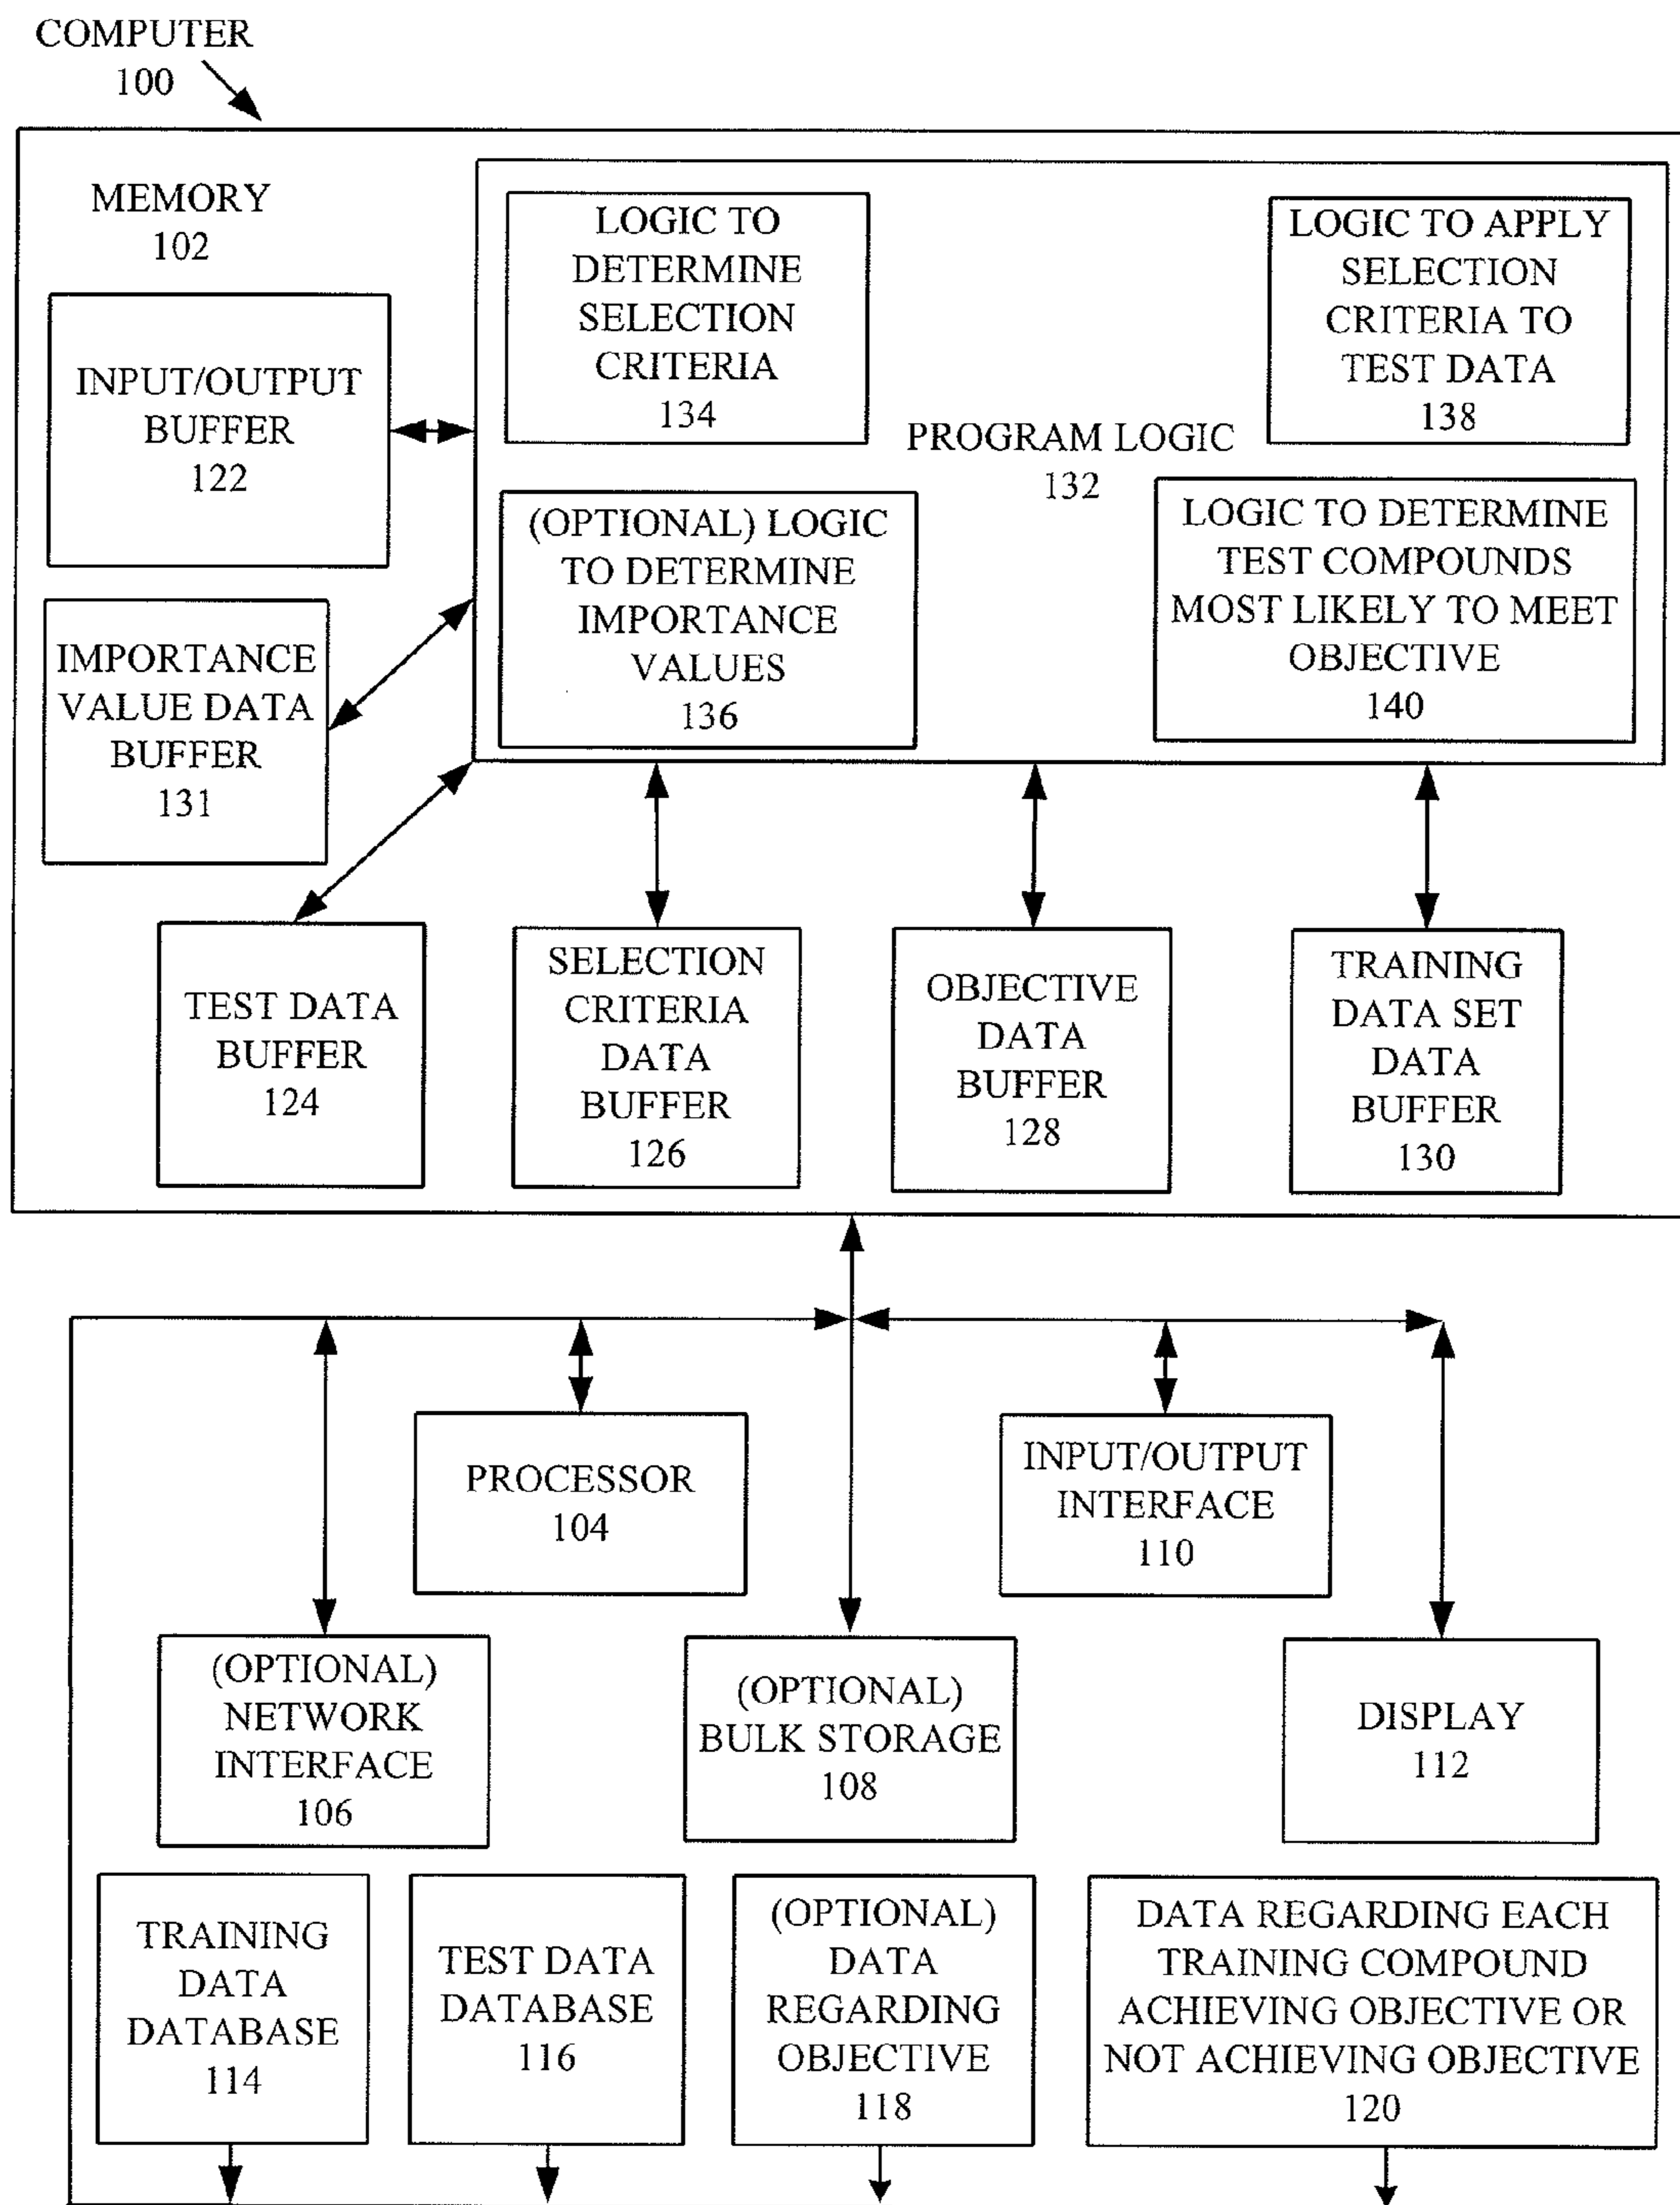 COMPUTER
100
MEMORY
102
INPUT/OUTPUT
BUFFER
122
IMPORTANCE
VALUE DATA
BUFFER
131
LOGIC TO
DETERMINE
SELECTION
CRITERIA
134
LOGIC TO APPLY
SELECTION
CRITERIA TO
TEST DATA
138
PROGRAM LOGIC
132
(OPTIONAL) LOGIC
TO DETERMINE
IMPORTANCE
VALUES
136
LOGIC TO DETERMINE
TEST COMPOUNDS
MOST LIKELY TO MEET
OBJECTIVE
140
TEST DATA
BUFFER
124
SELECTION
CRITERIA
DATA
BUFFER
126
OBJECTIVE
DATA
BUFFER
128
TRAINING
DATA SET
DATA
BUFFER
130
PROCESSOR
104
INPUT/OUTPUT
INTERFACE
110
(OPTIONAL)
NETWORK
INTERFACE
106
(OPTIONAL)
BULK STORAGE
108
DISPLAY
112
TRAINING
DATA
DATABASE
114
TEST DATA
DATABASE
116
(OPTIONAL)
DATA
REGARDING
OBJECTIVE
118
DATA REGARDING EACH
TRAINING COMPOUND
ACHIEVING OBJECTIVE OR
NOT ACHIEVING OBJECTIVE
120